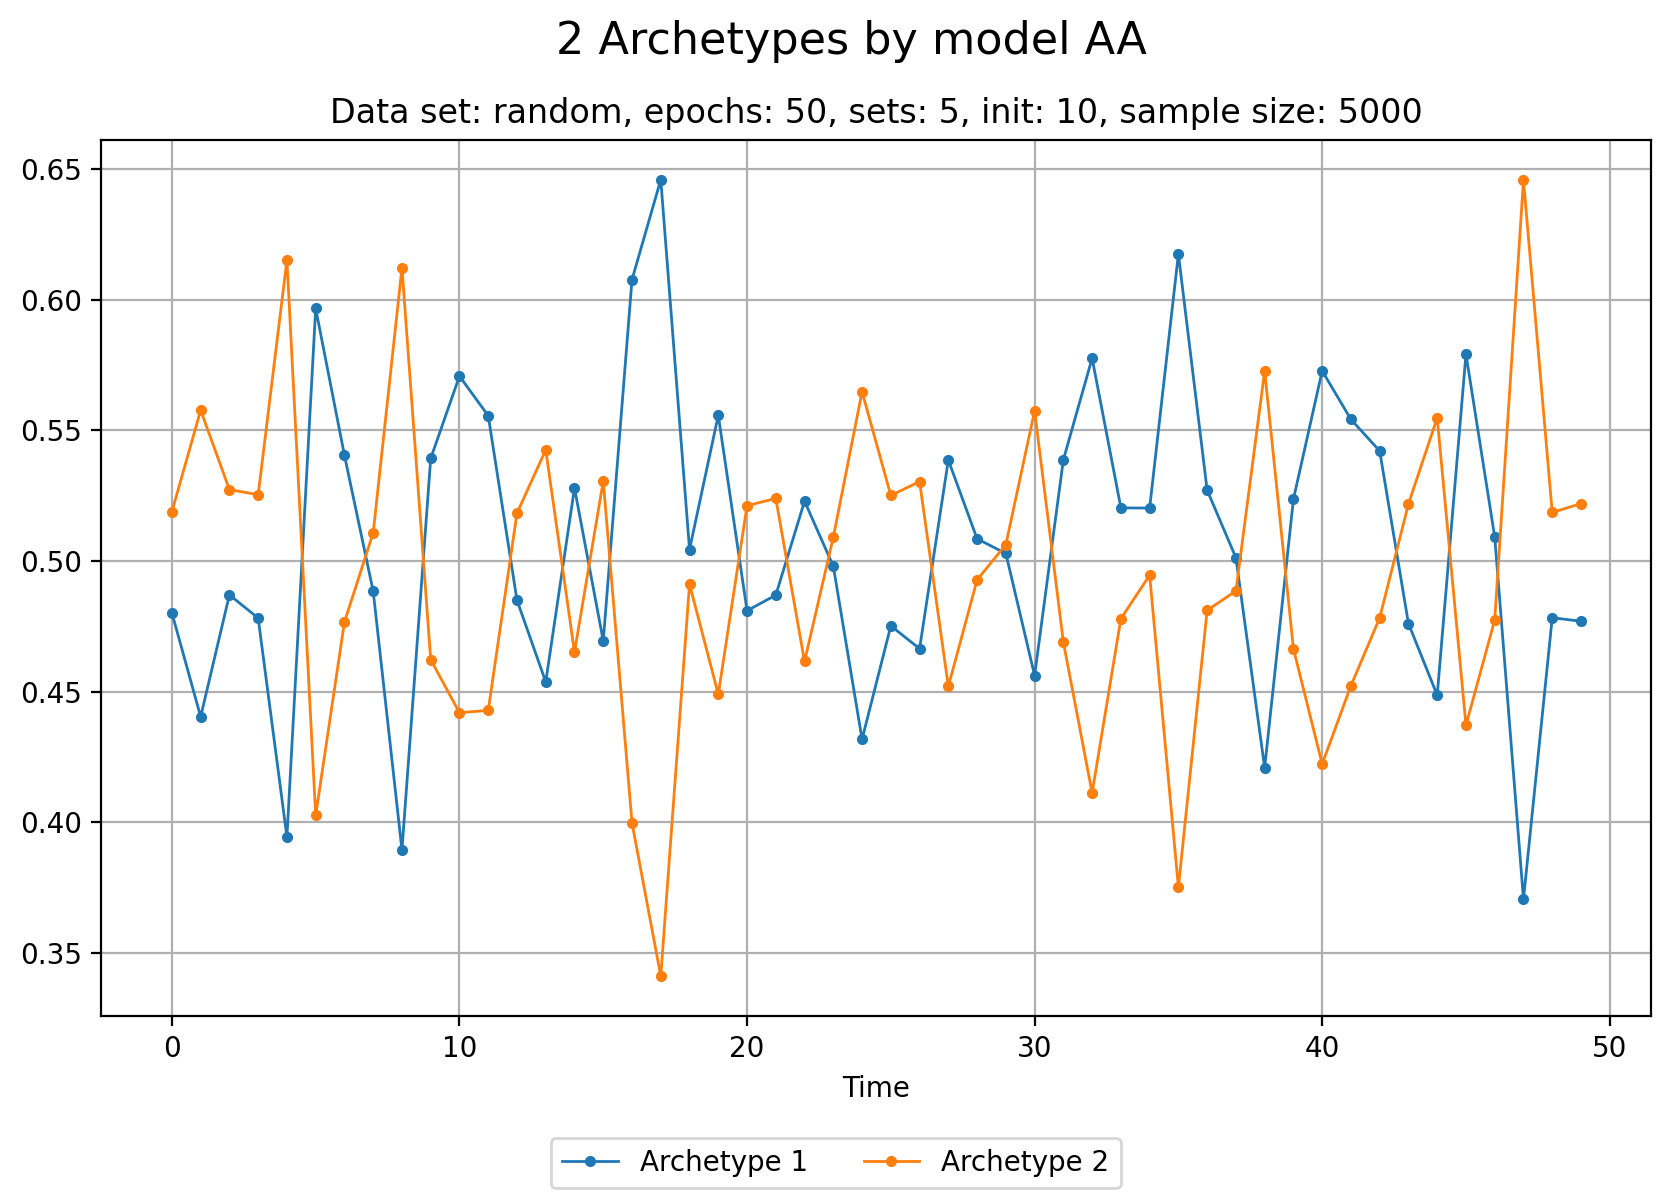 2 Archetypes by model AA
Data set: random, epochs: 50, sets: 5, init: 10, sample size: 5000
0.65
0.60
0.55
0.50
0.45
0.40
0.35
0 10 20 30 40 50
Time
Archetype 1 Archetype 2